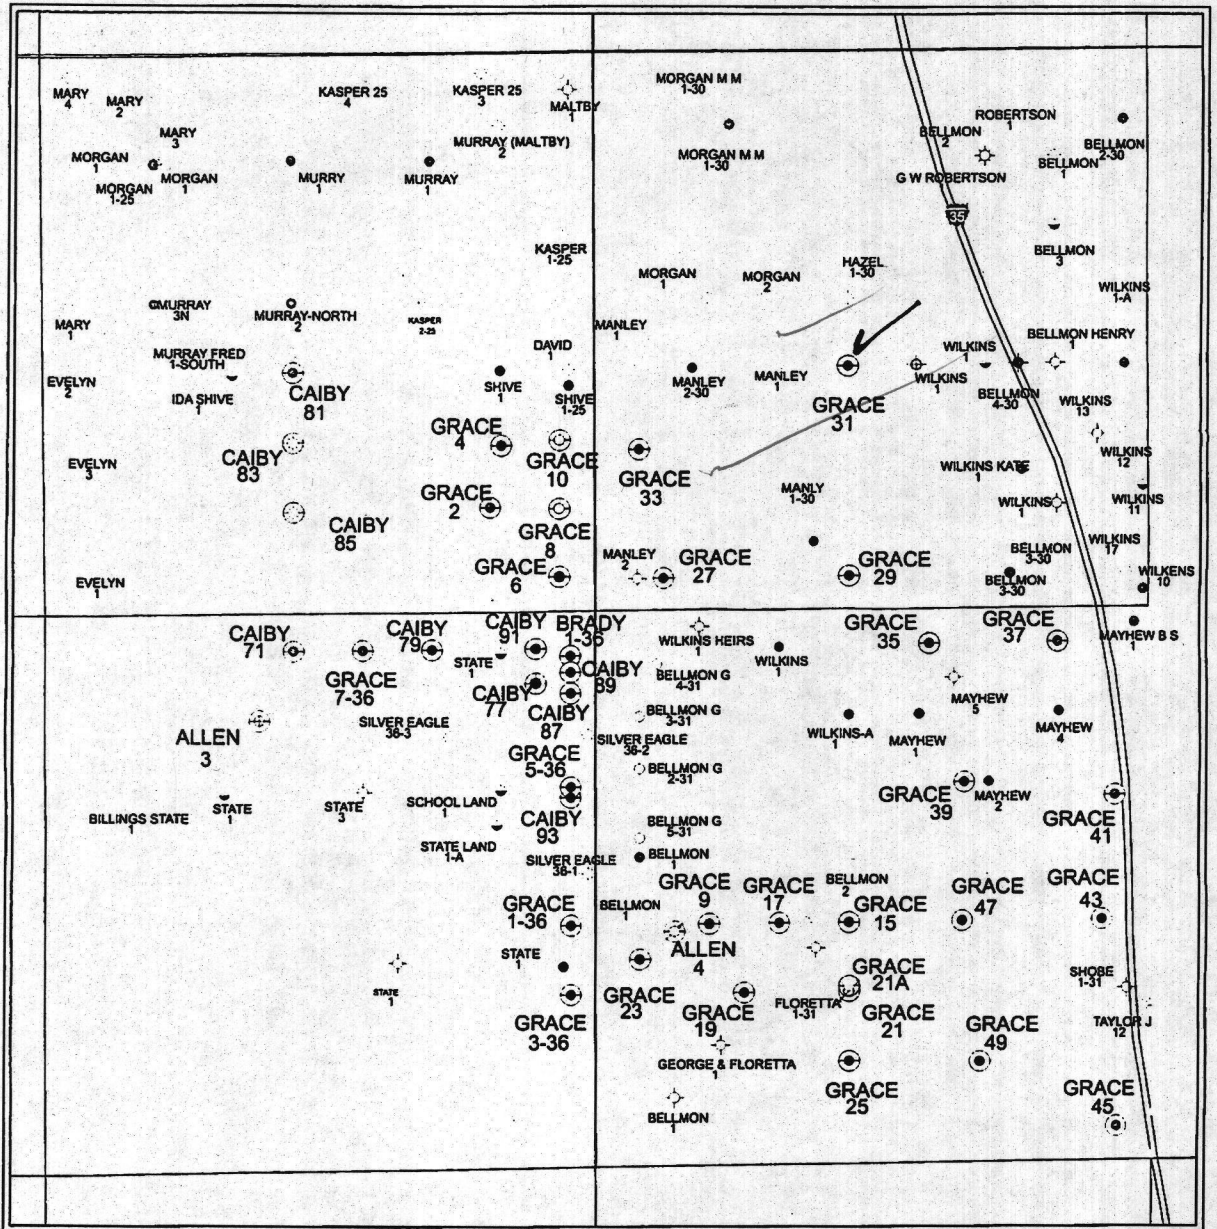 MARY
4
MARY
2
KASPER 25
4
KASPER 25
3
MALTBY
1
MORGAN M M
1-30
MARY
3
MURRAY (MALTBY)
2
MORGAN M M
1-30
ROBERTSON
1
BELLMON
2
BELLMON
2-30
MORGAN
1
MORGAN
1-25
MORGAN
1
MURRY
1
MURRAY
1
BELLMON
1
G W ROBERTSON
35
KASPER
1-25
BELLMON
3
MORGAN
1
MORGAN
2
HAZEL
1-30
WILKINS
1-A
MURRAY
3N
MURRAY-NORTH
2
KASPER
2-25
MARY
1
MANLEY
1
BELLMON HENRY
1
MURRAY FRED
1-SOUTH
DAVID
1
WILKINS
1
EVELYN
2
IDA SHIVE
1
CAIBY
81
SHIVE
1
SHIVE
1-25
MANLEY
2-30
MANLEY
1
GRACE
31
WILKINS
1
BELLMON
4-30
WILKINS
13
GRACE
4
EVELYN
3
CAIBY
83
GRACE
10
GRACE
33
WILKINS KATE
1
WILKINS
12
MANLY
1-30
GRACE
2
WILKINS
1
WILKINS
11
CAIBY
85
GRACE
8
WILKINS
17
EVELYN
1
GRACE
6
MANLEY
2
GRACE
27
GRACE
29
BELLMON
3-30
BELLMON
3-30
WILKENS
10
CAIBY
71
CAIBY
79
CAIBY
91
BRADY
1-36
WILKINS HEIRS
1
GRACE
35
GRACE
37
MAYHEW B S
1
GRACE
7-36
STATE
1
CAIBY
89
WILKINS
1
BELLMON G
4-31
CAIBY
77
MAYHEW
5
ALLEN
3
SILVER EAGLE
36-3
CAIBY
87
BELLMON G
3-31
WILKINS-A
1
MAYHEW
1
MAYHEW
4
SILVER EAGLE
36-2
GRACE
5-36
BELLMON G
2-31
BILLINGS STATE
1
STATE
1
STATE
3
SCHOOL LAND
1
GRACE
39
MAYHEW
2
GRACE
41
STATE LAND
1-A
CAIBY
93
BELLMON G
5-31
SILVER EAGLE
36-1
BELLMON
1
GRACE
1-36
BELLMON
1
GRACE
9
GRACE
17
BELLMON
2
GRACE
15
GRACE
47
GRACE
43
STATE
1
STATE
1
ALLEN
4
GRACE
21A
SHOBE
1-31
GRACE
3-36
GRACE
23
GRACE
19
FLORETTA
1-31
GRACE
21
TAYLOR J
12
GEORGE & FLORETTA
1
GRACE
49
BELLMON
1
GRACE
25
GRACE
45